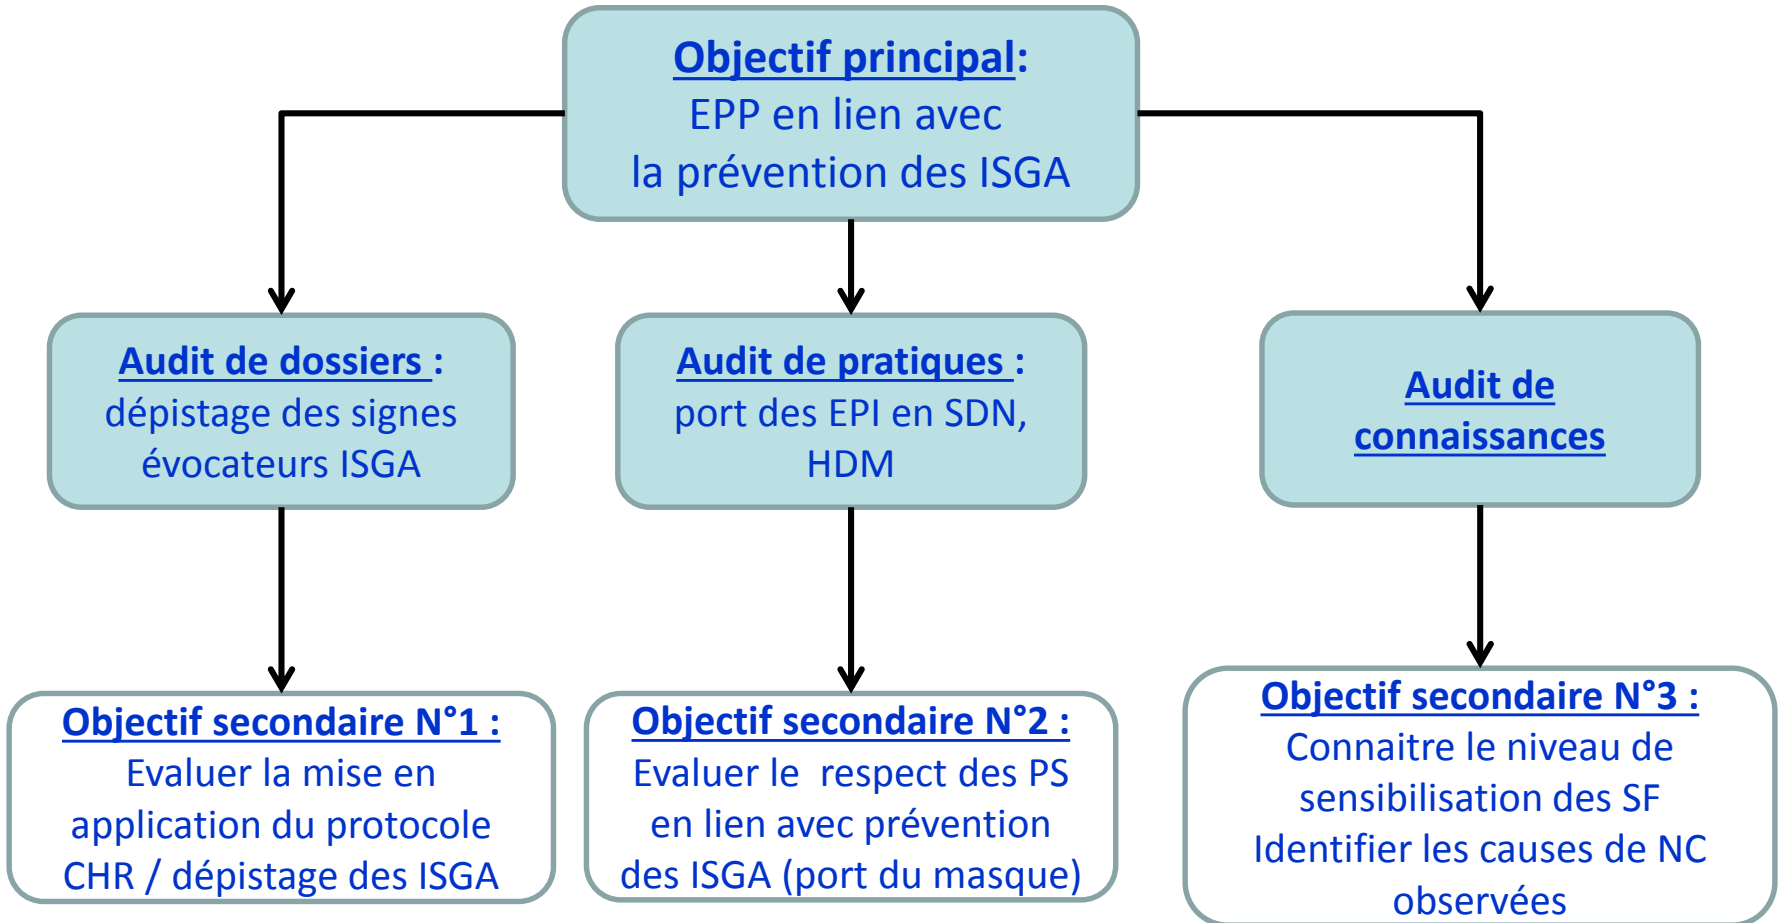 Objectif principal:
EPP en lien avec
la prévention des ISGA
Audit de dossiers :
dépistage des signes
évocateurs ISGA
Audit de pratiques :
port des EPI en SDN,
HDM
Audit de
connaissances
Objectif secondaire N°1 :
Evaluer la mise en
application du protocole
CHR / dépistage des ISGA
Objectif secondaire N°2 :
Evaluer le  respect des PS
en lien avec prévention
des ISGA (port du masque)
Objectif secondaire N°3 :
Connaitre le niveau de
sensibilisation des SF
Identifier les causes de NC
observées